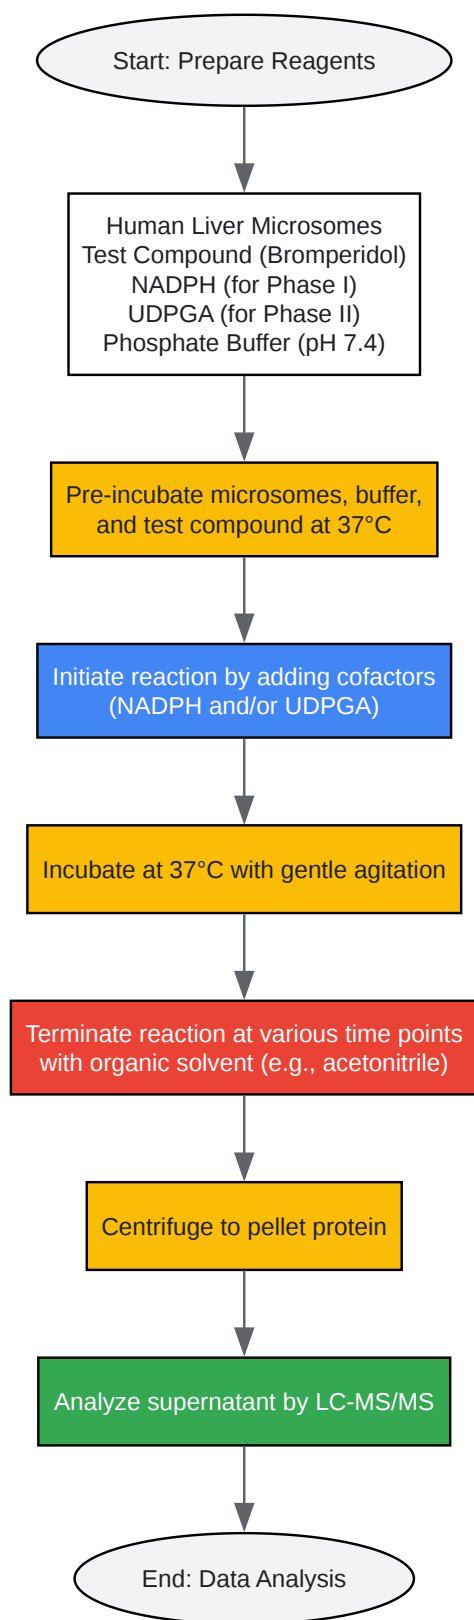 Start: Prepare Reagents
Human Liver Microsomes
Test Compound (Bromperidol)
NADPH (for Phase I)
UDPGA (for Phase II)
Phosphate Buffer (pH 7.4)
Pre-incubate microsomes, buffer,
and test compound at 37°C
Initiate reaction by adding cofactors
(NADPH and/or UDPGA)
Incubate at 37°C with gentle agitation
Terminate reaction at various time points
with organic solvent (e.g., acetonitrile)
Centrifuge to pellet protein
Analyze supernatant by LC-MS/MS
End: Data Analysis